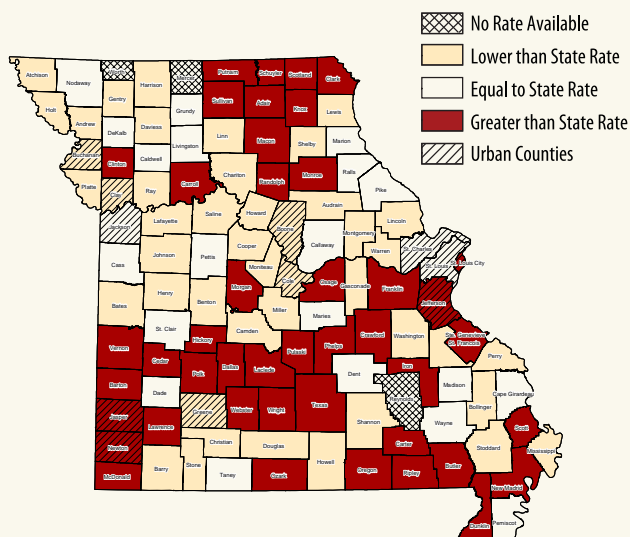 No Rate Available
Lower than State Rate
Equal to State Rate
Greater than State Rate
Urban Counties
Atchison
Nodaway
Worth
Harrison
Mercer
Putnam
Schuyler
Scotland
Clark
Holt
Andrew
Gentry
DeKalb
Daviess
Grundy
Livingston
Sullivan
Adair
Knox
Lewis
Linn
Macon
Shelby
Marion
Buchanan
Clinton
Caldwell
Platte
Clay
Ray
Carroll
Chariton
Randolph
Monroe
Ralls
Pike
Jackson
Lafayette
Saline
Howard
Boone
Audrain
Callaway
Montgomery
Lincoln
Warren
St. Charles
St. Louis
St. Louis City
Cass
Johnson
Pettis
Cooper
Moniteau
Cole
Osage
Gasconade
Franklin
Jefferson
Bates
Henry
Benton
Morgan
Miller
Maries
St. Clair
Hickory
Camden
Pulaski
Phelps
Crawford
Washington
Ste. Genevieve
St. Francois
Perry
Vernon
Cedar
Polk
Dallas
Laclede
Dent
Iron
Reynolds
Madison
Cape Girardeau
Bollinger
Barton
Dade
Greene
Webster
Wright
Texas
Shannon
Wayne
Scott
Jasper
Lawrence
Newton
Christian
Douglas
Howell
Carter
Stoddard
Mississippi
McDonald
Barry
Stone
Taney
Ozark
Oregon
Ripley
Butler
New Madrid
Dunklin
Pemiscot